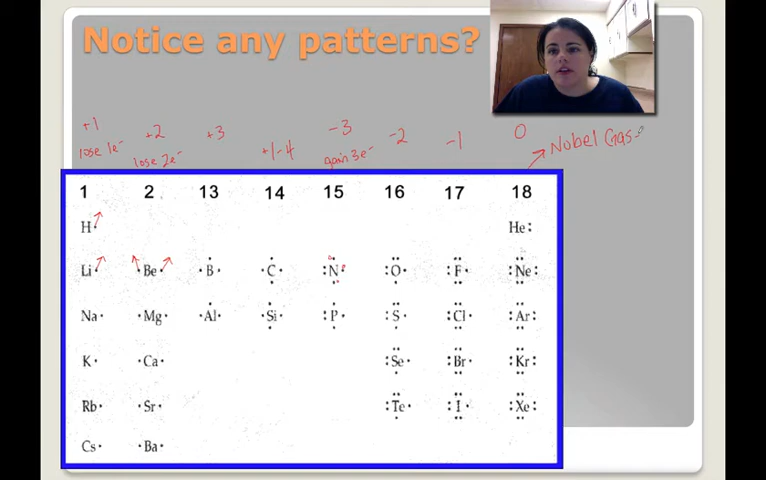 Notice any patterns?
+1 +2 +3 +1-4 -3 -2 -1 0 → Nobel Gas
lose 1e⁻ lose 2e⁻ gain 3e⁻
1 2 13 14 15 16 17 18
H He
Li Be B C N O F Ne
Na Mg Al Si P S Cl Ar
K Ca Se Br Kr
Rb Sr Te I Xe
Cs Ba